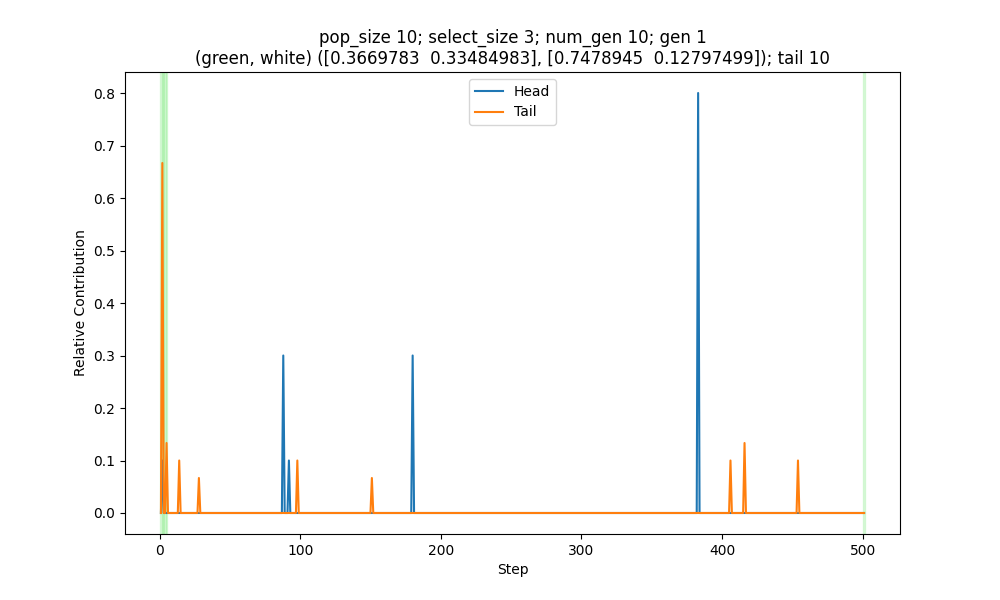 pop_size 10; select_size 3; num_gen 10; gen 1
(green, white) ([0.3669783  0.33484983], [0.7478945  0.12797499]); tail 10
Head
Tail
Relative Contribution
0.8
0.7
0.6
0.5
0.4
0.3
0.2
0.1
0.0
0
100
200
300
400
500
Step